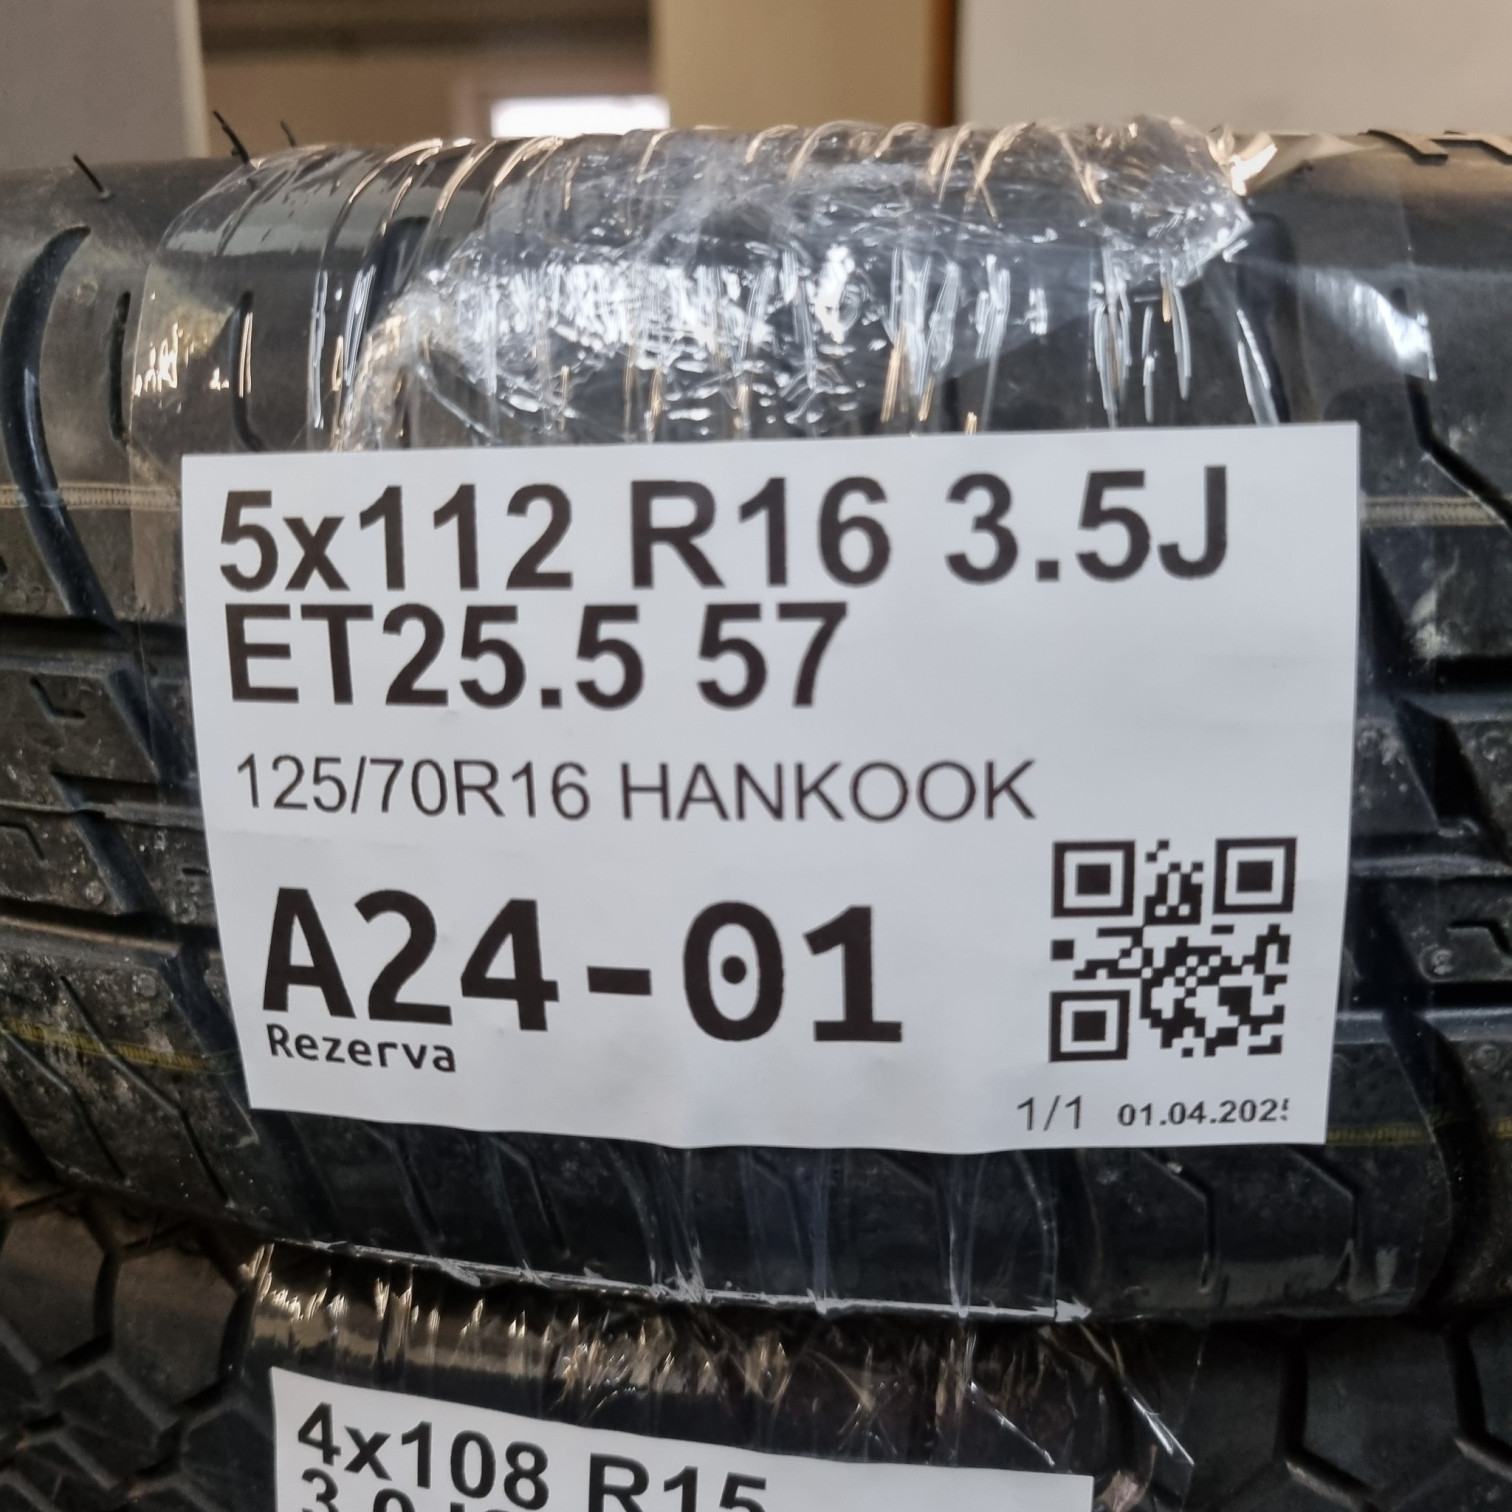 5x112 R16 3.5J
ET25.5 57
125/70R16 HANKOOK
A24-01
Rezerva
1/1 01.04.202
4x108 R15